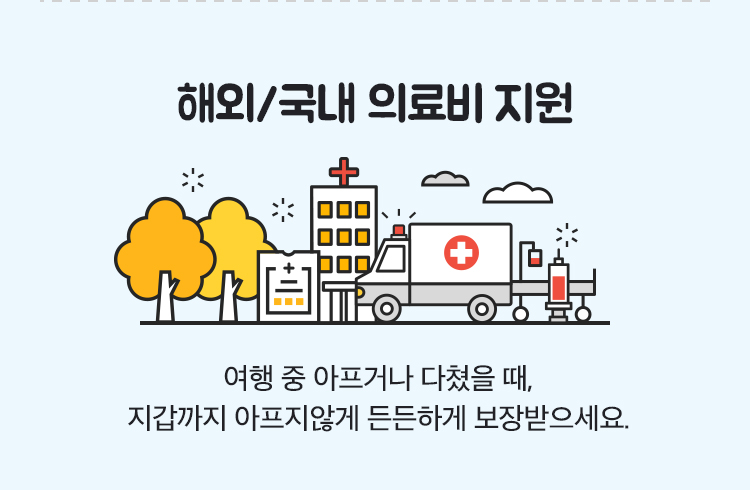 해외/국내 의료비 지원
여행 중 아프거나 다쳤을 때,
지갑까지 아프지않게 든든하게 보장받으세요.